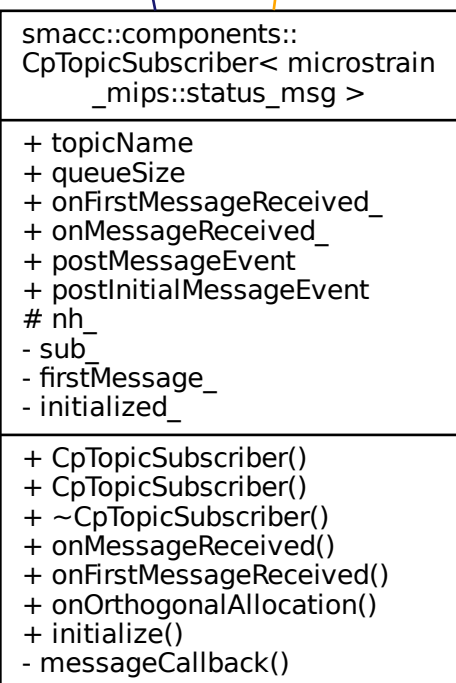 smacc::components::
CpTopicSubscriber< microstrain
_mips::status_msg >
+ topicName
+ queueSize
+ onFirstMessageReceived_
+ onMessageReceived_
+ postMessageEvent
+ postInitialMessageEvent
# nh_
- sub_
- firstMessage_
- initialized_
+ CpTopicSubscriber()
+ CpTopicSubscriber()
+ ~CpTopicSubscriber()
+ onMessageReceived()
+ onFirstMessageReceived()
+ onOrthogonalAllocation()
+ initialize()
- messageCallback()